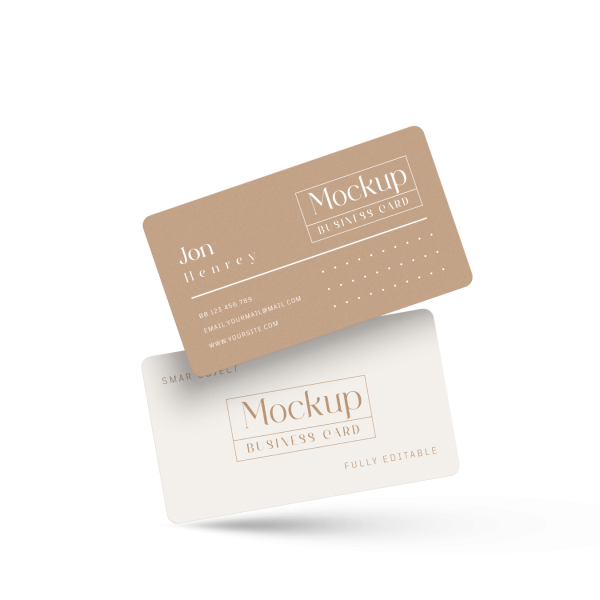 Mockup
BUSINESS CARD
Jon
Henrey
00 123 456 789
EMAIL.YOURMAIL@MAIL.COM
WWW.YOURSITE.COM
Mockup
BUSINESS CARD
FULLY EDITABLE